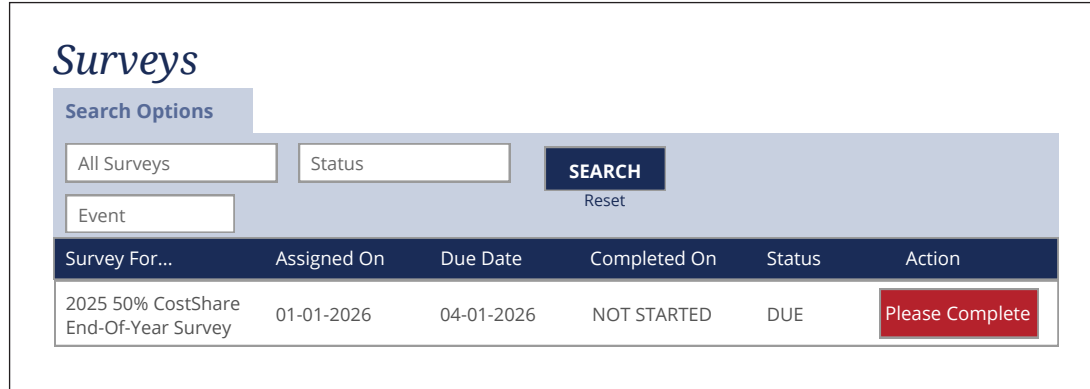 Surveys
Search Options
All Surveys Status SEARCH
Reset
Event
Survey For... Assigned On Due Date Completed On Status Action
2025 50% CostShare
End-Of-Year Survey 01-01-2026 04-01-2026 NOT STARTED DUE Please Complete